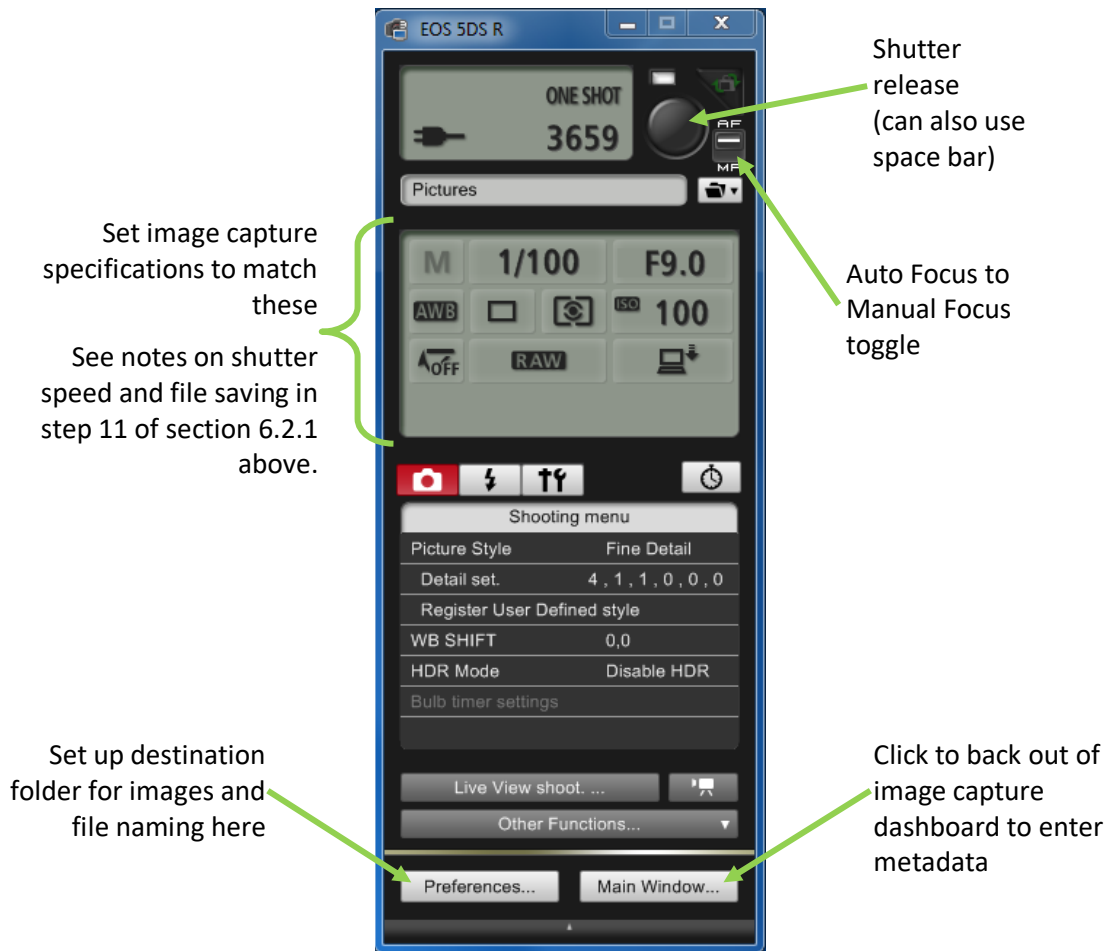 EOS 5DS R
ONE SHOT
3659
AF
MF
Pictures
Shutter
release
(can also use
space bar)
Set image capture
specifications to match
these
See notes on shutter
speed and file saving in
step 11 of section 6.2.1
above.
M 1/100 F9.0
AWB ISO 100
OFF RAW
Auto Focus to
Manual Focus
toggle
Shooting menu
Picture Style Fine Detail
Detail set. 4 , 1 , 1 , 0 , 0 , 0
Register User Defined style
WB SHIFT 0,0
HDR Mode Disable HDR
Bulb timer settings
Live View shoot. ...
Other Functions...
Preferences... Main Window...
Set up destination
folder for images and
file naming here
Click to back out of
image capture
dashboard to enter
metadata